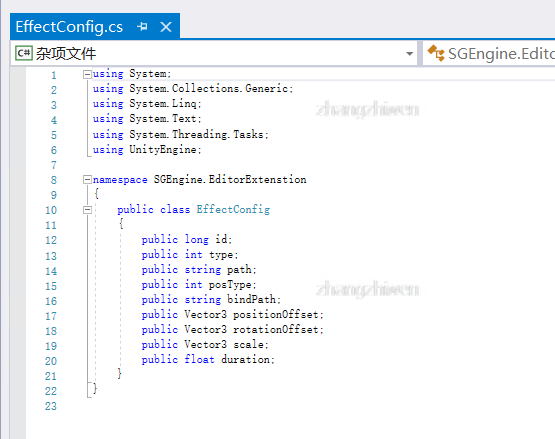 EffectConfig.cs
C# 杂项文件
SGEngine.Edito
1 using System;
2 using System.Collections.Generic;
3 using System.Linq;
4 using System.Text;
5 using System.Threading.Tasks;
6 using UnityEngine;
7
8 namespace SGEngine.EditorExtenstion
9 {
10 public class EffectConfig
11 {
12 public long id;
13 public int type;
14 public string path;
15 public int posType;
16 public string bindPath;
17 public Vector3 positionOffset;
18 public Vector3 rotationOffset;
19 public Vector3 scale;
20 public float duration;
21 }
22 }
23
zhangzhiwen
zhangzhiwen